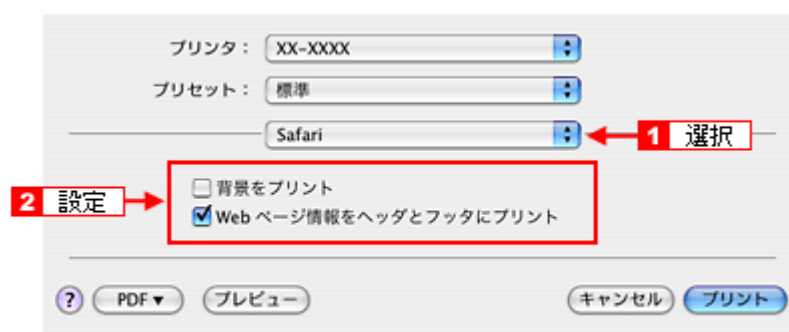 プリンタ： XX-XXXX
プリセット： 標準
Safari
1 選択
2 設定
背景をプリント
Web ページ情報をヘッダとフッタにプリント
? PDF▼ プレビュー キャンセル プリント